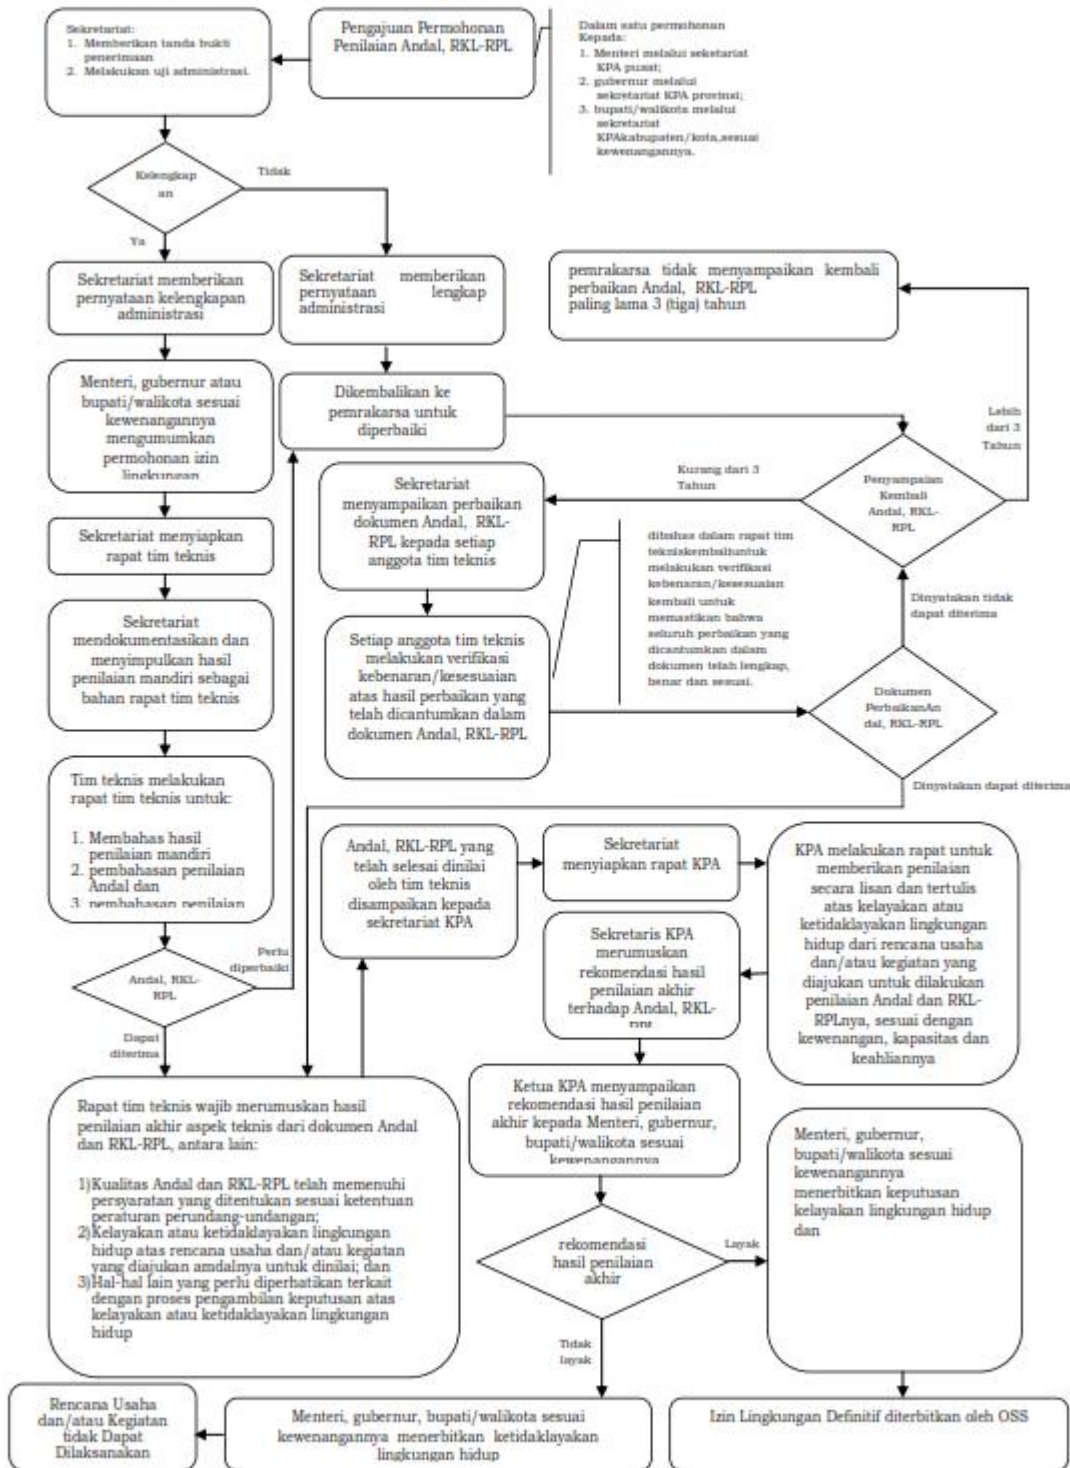 Sekretariat:
1. Memberikan tanda bukti
penerimaan
2. Melakukan uji administrasi.
Pengajuan Permohonan
Penilaian Andal, RKL-RPL
Dalam satu permohonan
Kepada:
1. Menteri melalui seketariat
KPA pusat;
2. gubernur melalui
sekretariat KPA provinsi;
3. bupati/walikota melalui
sekretariat
KPAkabupaten/kota,sesuai
kewenangannya.
Kelengkap
an
Tidak
Ya
Sekretariat memberikan
pernyataan kelengkapan
administrasi
Sekretariat memberikan
pernyataan lengkap
administrasi
pemrakarsa tidak menyampaikan kembali
perbaikan Andal, RKL-RPL
paling lama 3 (tiga) tahun
Menteri, gubernur atau
bupati/walikota sesuai
kewenangannya
mengumumkan
permohonan izin
lingkungan
Dikembalikan ke
pemrakarsa untuk
diperbaiki
Lebih
dari 3
Tahun
Kurang dari 3
Tahun
Penyampaian
Kembali
Andal, RKL-
RPL
Sekretariat
menyampaikan perbaikan
dokumen Andal, RKL-
RPL kepada setiap
anggota tim teknis
Sekretariat menyiapkan
rapat tim teknis
dibahas dalam rapat tim
tekniskembaliuntuk
melakukan verifikasi
kebenaran/kesesuaian
kembali untuk
memastikan bahwa
seluruh perbaikan yang
dicantumkan dalam
dokumen telah lengkap,
benar dan sesuai.
Dinyatakan tidak
dapat diterima
Sekretariat
mendokumentasikan dan
menyimpulkan hasil
penilaian mandiri sebagai
bahan rapat tim teknis
Setiap anggota tim teknis
melakukan verifikasi
kebenaran/kesesuaian
atas hasil perbaikan yang
telah dicantumkan dalam
dokumen Andal, RKL-RPL
Dokumen
PerbaikanAn
dal, RKL-RPL
Dinyatakan dapat diterima
Tim teknis melakukan
rapat tim teknis untuk:
1. Membahas hasil
penilaian mandiri
2. pembahasan penilaian
Andal dan
3. pembahasan penilaian
Andal, RKL-RPL yang
telah selesai dinilai
oleh tim teknis
disampaikan kepada
sekretariat KPA
Sekretariat
menyiapkan rapat KPA
KPA melakukan rapat untuk
memberikan penilaian
secara lisan dan tertulis
atas kelayakan atau
ketidaklayakan lingkungan
hidup dari rencana usaha
dan/atau kegiatan yang
diajukan untuk dilakukan
penilaian Andal dan RKL-
RPLnya, sesuai dengan
kewenangan, kapasitas dan
keahliannya
Sekretaris KPA
merumuskan
rekomendasi hasil
penilaian akhir
terhadap Andal, RKL-
RPL
Andal, RKL-
RPL
Perlu
diperbaiki
Dapat
diterima
Rapat tim teknis wajib merumuskan hasil
penilaian akhir aspek teknis dari dokumen Andal
dan RKL-RPL, antara lain:
1)Kualitas Andal dan RKL-RPL telah memenuhi
persyaratan yang ditentukan sesuai ketentuan
peraturan perundang-undangan;
2)Kelayakan atau ketidaklayakan lingkungan
hidup atas rencana usaha dan/atau kegiatan
yang diajukan amdalnya untuk dinilai; dan
3)Hal-hal lain yang perlu diperhatikan terkait
dengan proses pengambilan keputusan atas
kelayakan atau ketidaklayakan lingkungan
hidup
Ketua KPA menyampaikan
rekomendasi hasil penilaian
akhir kepada Menteri, gubernur,
bupati/walikota sesuai
kewenangannya
Menteri, gubernur,
bupati/walikota sesuai
kewenangannya
menerbitkan keputusan
kelayakan lingkungan hidup
dan
rekomendasi
hasil penilaian
akhir
Layak
Tidak
layak
Rencana Usaha
dan/atau Kegiatan
tidak Dapat
Dilaksanakan
Menteri, gubernur, bupati/walikota sesuai
kewenangannya menerbitkan ketidaklayakan
lingkungan hidup
Izin Lingkungan Definitif diterbitkan oleh OSS